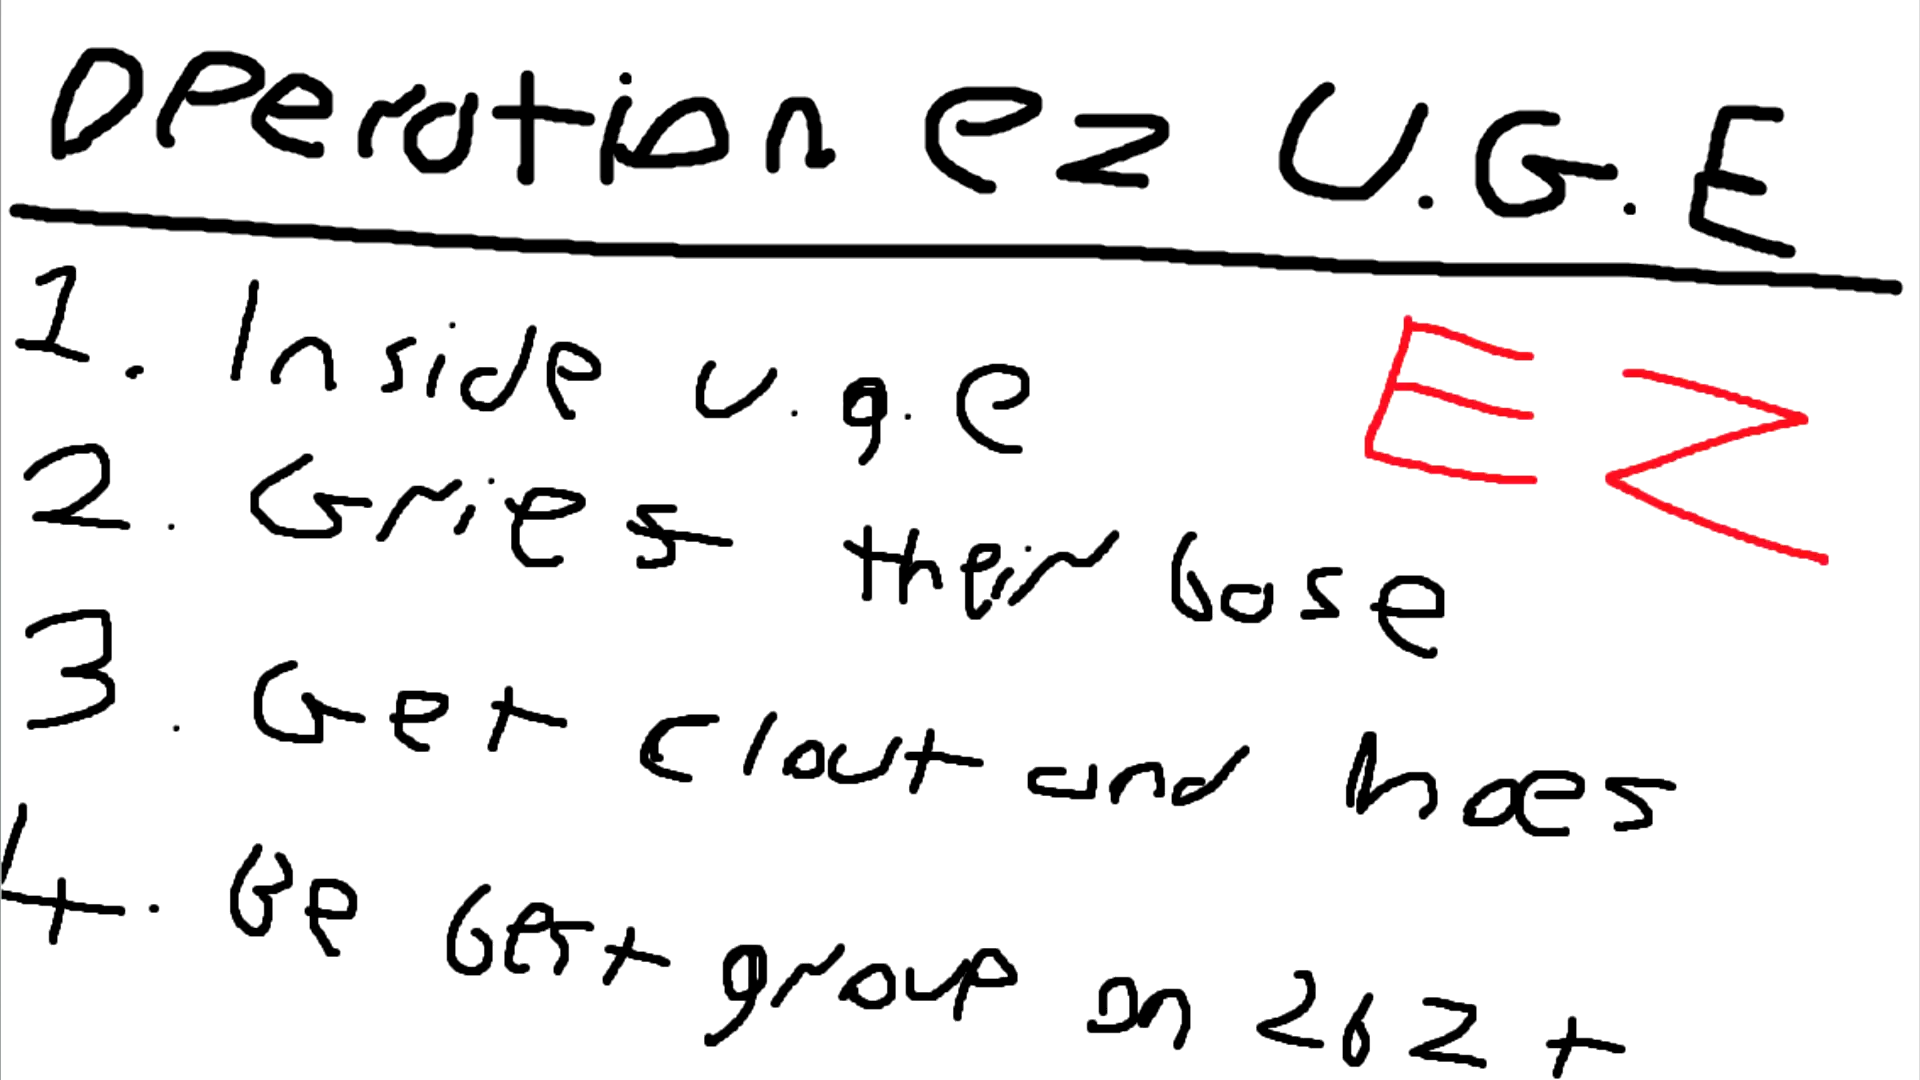 Operation ez U.G.E
1. Inside u.g.e
EZ
2. Grief their base
3. Get clout and hoes
4. Be best group on 2b2t